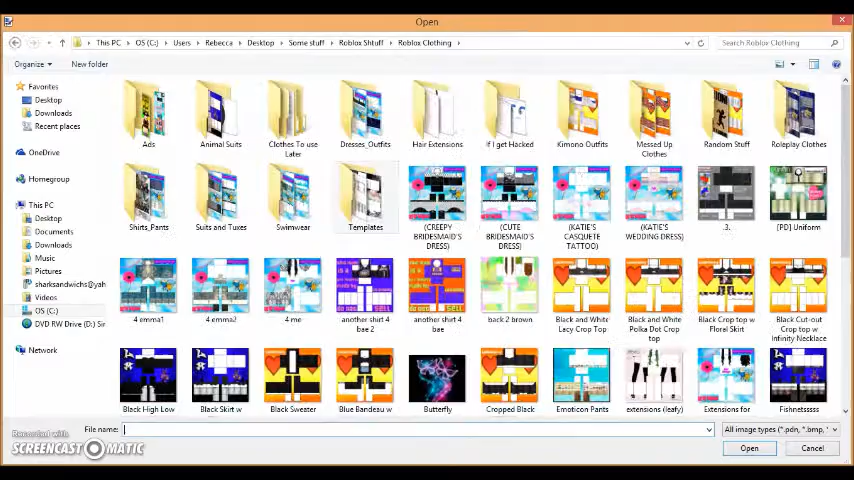 Open
This PC
OS (C:)
Users
Rebecca
Desktop
Some stuff
Roblox Shtuff
Roblox Clothing
Search Roblox Clothing
Organize
New folder
Favorites
Desktop
Downloads
Recent places
OneDrive
Homegroup
This PC
Desktop
Documents
Downloads
Music
Pictures
sharksandwichs@yah
Videos
OS (C:)
DVD RW Drive (D:) Sir
Network
Ads
Animal Suits
Clothes To use
Later
Dresses_Outfits
Hair Extensions
If I get Hacked
Kimono Outfits
Messed Up
Clothes
Random Stuff
Roleplay Clothes
Shirts_Pants
Suits and Tuxes
Swimwear
Templates
(CREEPY
BRIDESMAID'S
DRESS)
(CUTE
BRIDESMAID'S
DRESS)
(KATIE'S
CASQUETE
TATTOO)
(KATIE'S
WEDDING DRESS)
.3.
[PD] Uniform
4 emma1
4 emma2
4 me
another shirt 4
bae 2
another shirt 4
bae
back 2 brown
Black and White
Lacy Crop Top
Black and White
Polka Dot Crop
top
Black Crop top w
Floral Skirt
Black Cut-out
Crop top w
Infinity Necklace
Black High Low
Black Skirt w
Black Sweater
Blue Bandeau w
Butterfly
Cropped Black
Emoticon Pants
extensions (leafy)
Extensions for
Fishnetssss
File name:
All image types (*.pdn, *.bmp, *
Open
Cancel
Recorded with
SCREENCAST-O-MATIC